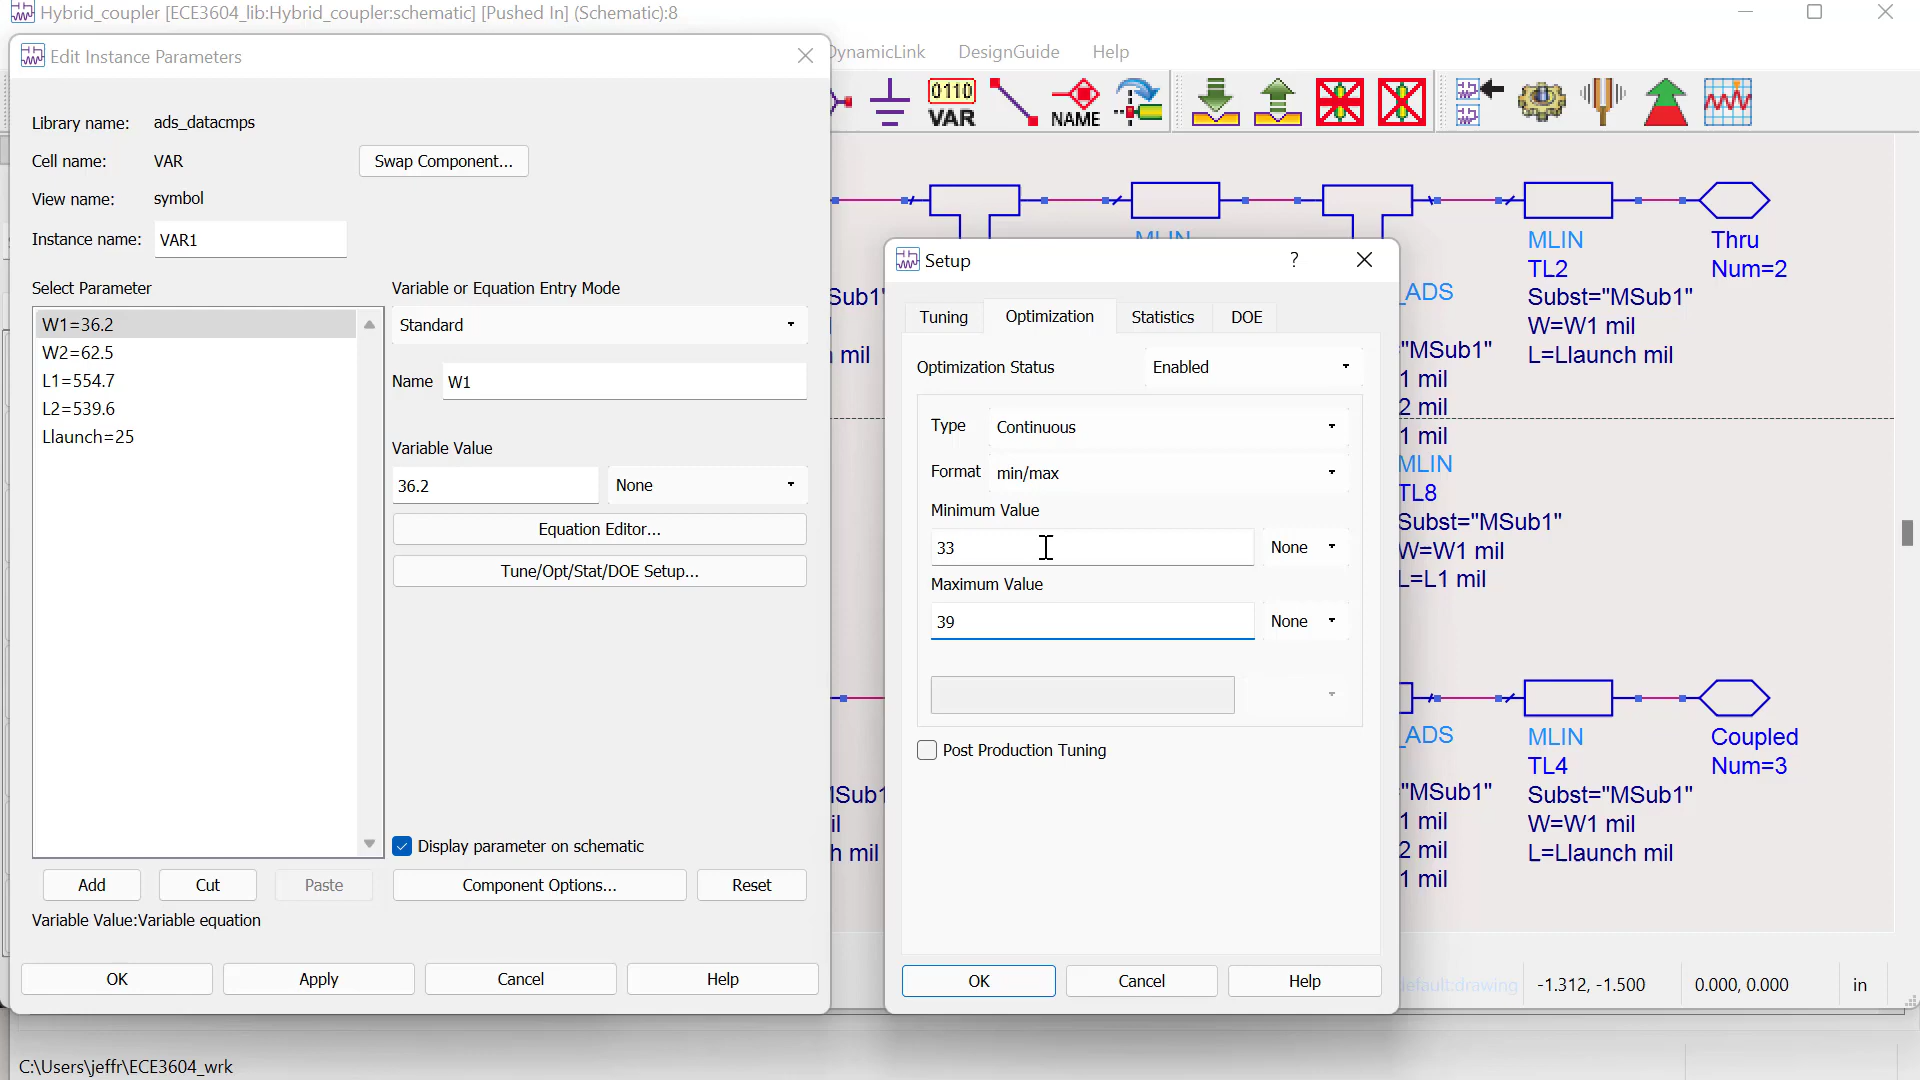 Hybrid_coupler [ECE3604_lib:Hybrid_coupler:schematic] [Pushed In] (Schematic):8
Edit Instance Parameters
DynamicLink DesignGuide Help
0110 VAR
NAME
Library name: ads_datacmps
Cell name: VAR
Swap Component...
View name: symbol
Instance name: VAR1
Select Parameter
W1=36.2
W2=62.5
L1=554.7
L2=539.6
Llaunch=25
Variable or Equation Entry Mode
Standard
Name W1
Variable Value
36.2 None
Equation Editor...
Tune/Opt/Stat/DOE Setup...
Display parameter on schematic
Add Cut Paste
Component Options... Reset
Variable Value:Variable equation
OK Apply Cancel Help
Setup ?
Tuning Optimization Statistics DOE
Optimization Status Enabled
Type Continuous
Format min/max
Minimum Value
33 None
Maximum Value
39 None
Post Production Tuning
OK Cancel Help
MLIN
TL2
Subst="MSub1"
W=W1 mil
L=Llaunch mil
Thru
Num=2
_ADS
"MSub1"
1 mil
2 mil
1 mil
MLIN
TL8
Subst="MSub1"
W=W1 mil
L=L1 mil
mil
_ADS
"MSub1"
1 mil
2 mil
1 mil
MLIN
TL4
Subst="MSub1"
W=W1 mil
L=Llaunch mil
Coupled
Num=3
h mil
default:drawing -1.312, -1.500 0.000, 0.000 in
C:\Users\jeffr\ECE3604_wrk